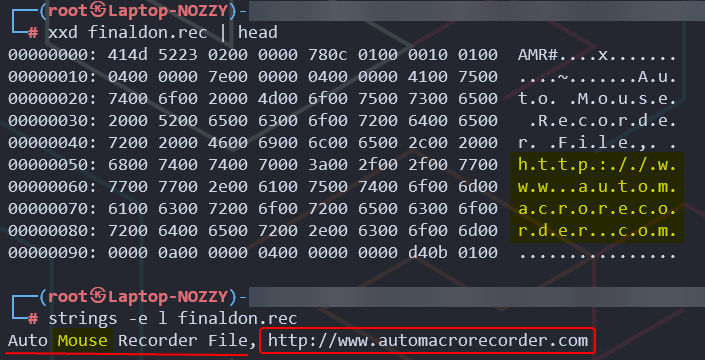 ┌──(root㉿Laptop-NOZZY)-
└─# xxd finaldon.rec | head
00000000: 414d 5223 0200 0000 780c 0100 0010 0100  AMR#....x.......
00000010: 0400 0000 7e00 0000 0400 0000 4100 7500  ....~.......A.u.
00000020: 7400 6f00 2000 4d00 6f00 7500 7300 6500  t.o. .M.o.u.s.e.
00000030: 2000 5200 6500 6300 6f00 7200 6400 6500   .R.e.c.o.r.d.e.
00000040: 7200 2000 4600 6900 6c00 6500 2c00 2000  r. .F.i.l.e.,. .
00000050: 6800 7400 7400 7000 3a00 2f00 2f00 7700  h.t.t.p.:././.w.
00000060: 7700 7700 2e00 6100 7500 7400 6f00 6d00  w.w...a.u.t.o.m.
00000070: 6100 6300 7200 6f00 7200 6500 6300 6f00  a.c.r.o.r.e.c.o.
00000080: 7200 6400 6500 7200 2e00 6300 6f00 6d00  r.d.e.r...c.o.m.
00000090: 0000 0a00 0000 0400 0000 0000 d40b 0100  ................
┌──(root㉿Laptop-NOZZY)-
└─# strings -e l finaldon.rec
Auto Mouse Recorder File, http://www.automacrorecorder.com